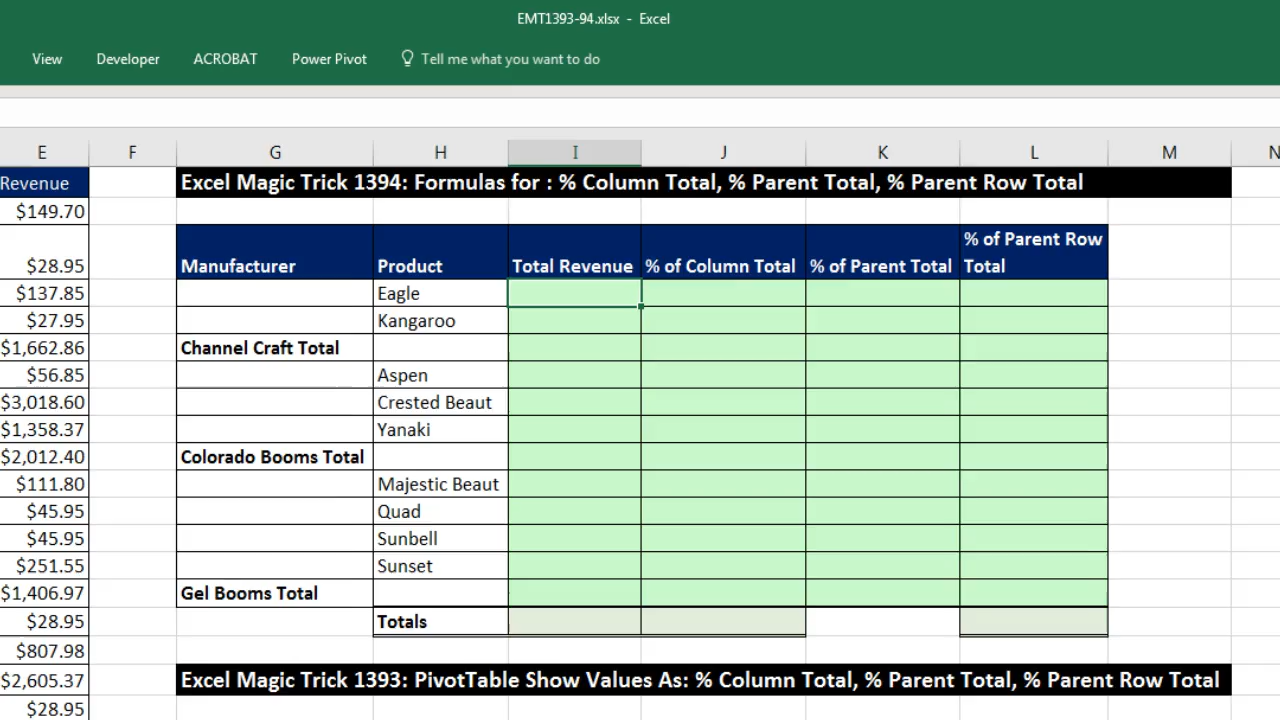 EMT1393-94.xlsx - Excel
View Developer ACROBAT Power Pivot Tell me what you want to do
E F G H I J K L M N
Revenue Excel Magic Trick 1394: Formulas for : % Column Total, % Parent Total, % Parent Row Total
$149.70
% of Parent Row
$28.95 Manufacturer Product Total Revenue % of Column Total % of Parent Total Total
$137.85 Eagle
$27.95 Kangaroo
$1,662.86 Channel Craft Total
$56.85 Aspen
$3,018.60 Crested Beaut
$1,358.37 Yanaki
$2,012.40 Colorado Booms Total
$111.80 Majestic Beaut
$45.95 Quad
$45.95 Sunbell
$251.55 Sunset
$1,406.97 Gel Booms Total
$28.95 Totals
$807.98
$2,605.37 Excel Magic Trick 1393: PivotTable Show Values As: % Column Total, % Parent Total, % Parent Row Total
$28.95